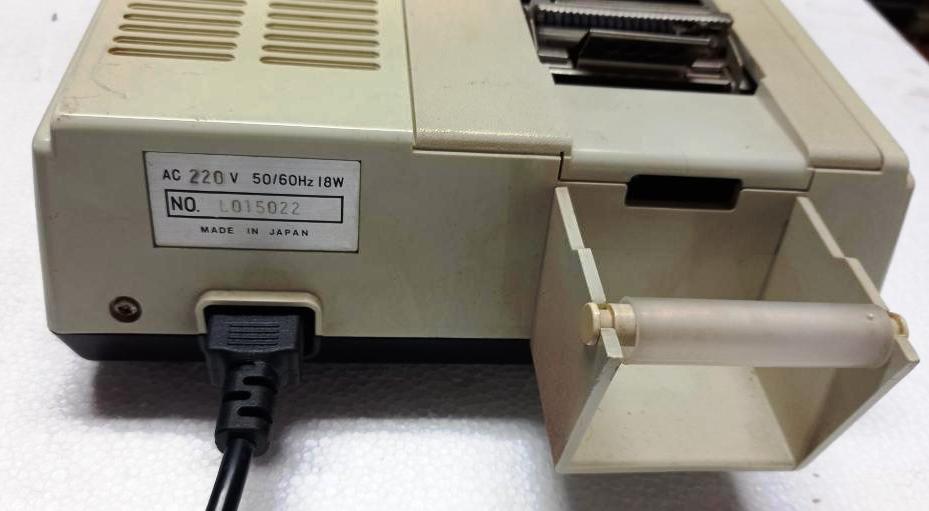 AC 220 V 50/60Hz 18W
NO. L015022
MADE IN JAPAN